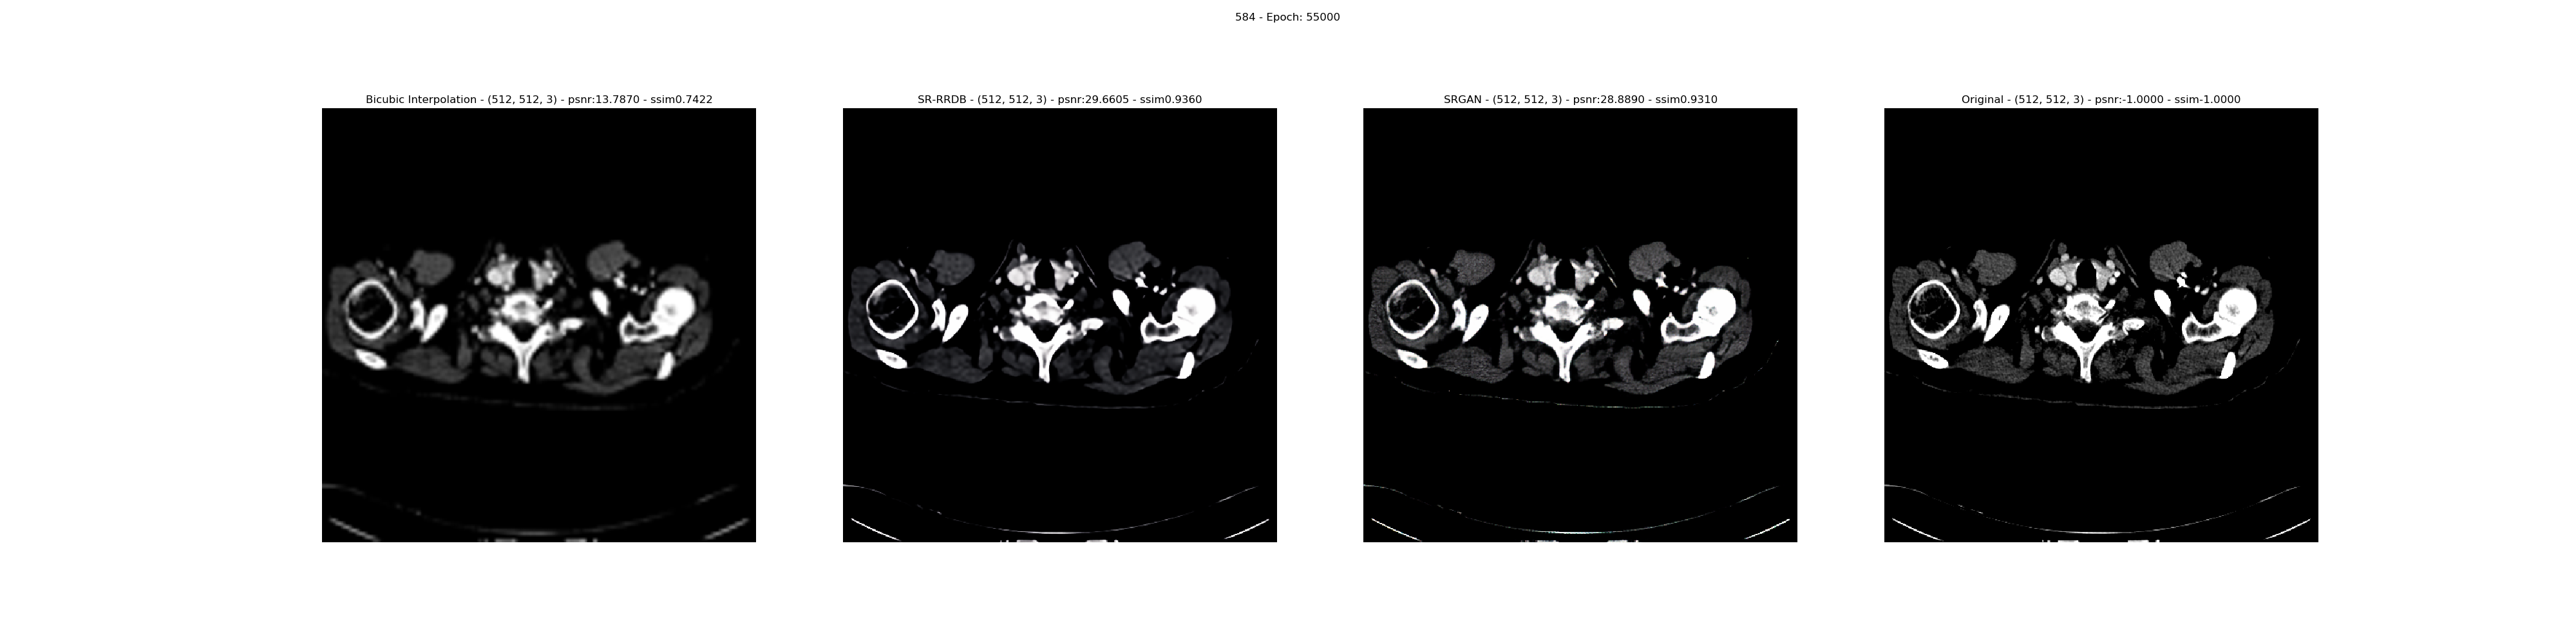 584 - Epoch: 55000
Bicubic Interpolation - (512, 512, 3) - psnr:13.7870 - ssim0.7422
SR-RRDB - (512, 512, 3) - psnr:29.6605 - ssim0.9360
SRGAN - (512, 512, 3) - psnr:28.8890 - ssim0.9310
Original - (512, 512, 3) - psnr:-1.0000 - ssim-1.0000